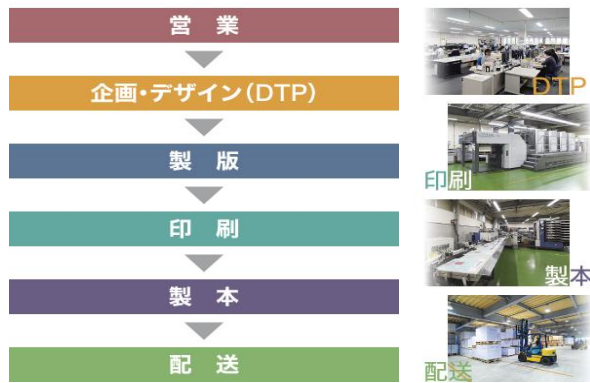 営 業
企画・デザイン(DTP)
製 版
印 刷
製 本
配 送
DTP
印刷
製本
配送